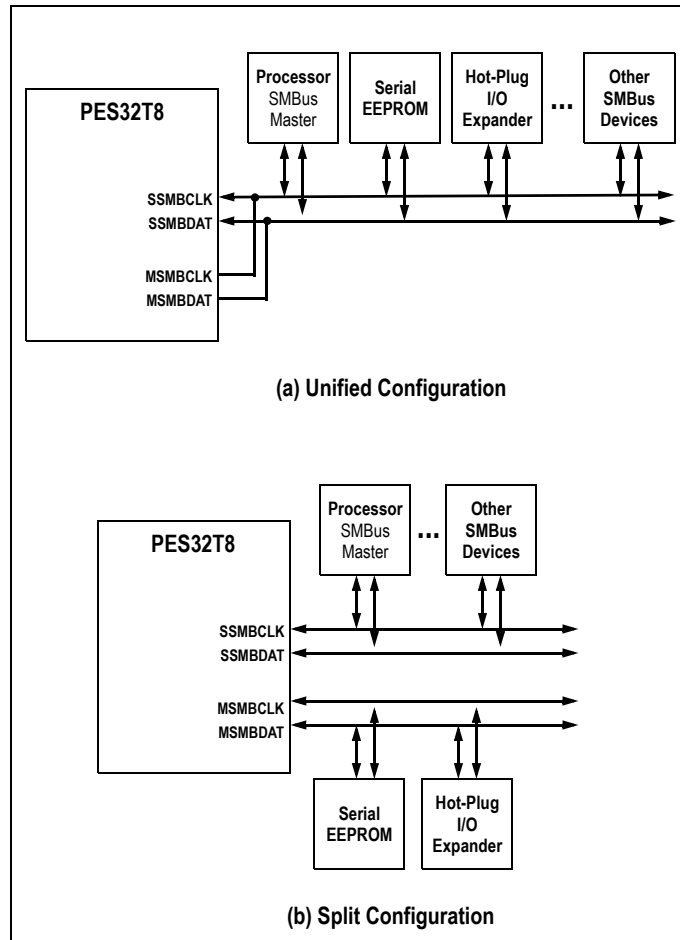 PES32T8
Processor
SMBus
Master
Serial
EEPROM
Hot-Plug
I/O
Expander
...
Other
SMBus
Devices
SSMBCLK
SSMBDAT
MSMBCLK
MSMBDAT
(a) Unified Configuration
PES32T8
Processor
SMBus
Master
...
Other
SMBus
Devices
SSMBCLK
SSMBDAT
MSMBCLK
MSMBDAT
Serial
EEPROM
Hot-Plug
I/O
Expander
(b) Split Configuration